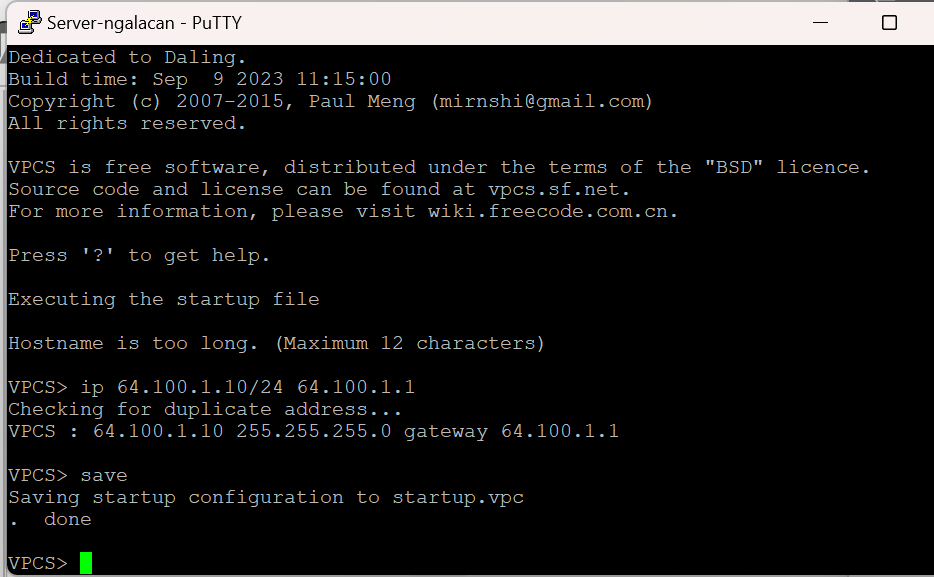 Server-ngalacan - PuTTY
Dedicated to Daling.
Build time: Sep  9 2023 11:15:00
Copyright (c) 2007-2015, Paul Meng (mirnshi@gmail.com)
All rights reserved.
VPCS is free software, distributed under the terms of the "BSD" licence.
Source code and license can be found at vpcs.sf.net.
For more information, please visit wiki.freecode.com.cn.
Press '?' to get help.
Executing the startup file
Hostname is too long. (Maximum 12 characters)
VPCS> ip 64.100.1.10/24 64.100.1.1
Checking for duplicate address...
VPCS : 64.100.1.10 255.255.255.0 gateway 64.100.1.1
VPCS> save
Saving startup configuration to startup.vpc
.  done
VPCS>